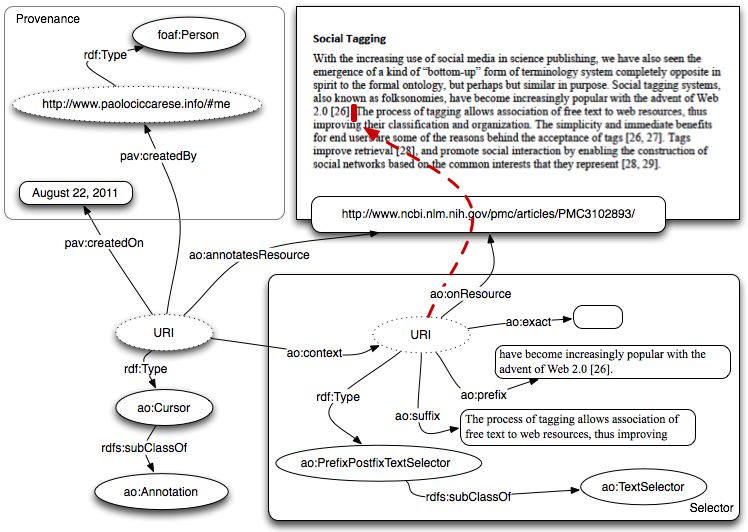 Provenance
foaf:Person
rdf:Type
http://www.paolociccarese.info/#me
pav:createdBy
August 22, 2011
pav:createdOn
Social Tagging
With the increasing use of social media in science publishing, we have also seen the
emergence of a kind of “bottom-up” form of terminology system completely opposite in
spirit to the formal ontology, but perhaps but similar in purpose. Social tagging systems,
also known as folksonomies, have become increasingly popular with the advent of Web
2.0 [26]. The process of tagging allows association of free text to web resources, thus
improving their classification and organization. The simplicity and immediate benefits
for end users are some of the reasons behind the acceptance of tags [26, 27]. Tags
improve retrieval [28], and promote social interaction by enabling the construction of
social networks based on the common interests that they represent [28, 29].
http://www.ncbi.nlm.nih.gov/pmc/articles/PMC3102893/
ao:annotatesResource
ao:onResource
URI
URI
ao:exact
ao:context
have become increasingly popular with the
advent of Web 2.0 [26].
ao:prefix
rdf:Type
rdf:Type
ao:suffix
The process of tagging allows association of
free text to web resources, thus improving
ao:Cursor
rdfs:subClassOf
ao:PrefixPostfixTextSelector
ao:Annotation
rdfs:subClassOf
ao:TextSelector
Selector